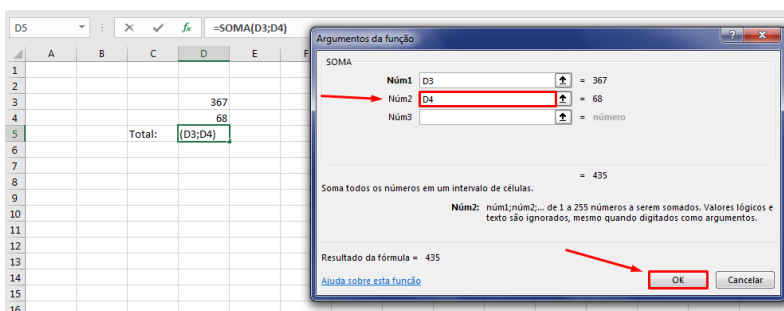 D5 fx =SOMA(D3;D4)
A B C D E F
1
2
3 367
4 68
5 Total: (D3;D4)
6
7
8
9
10
11
12
13
14
15
16
Argumentos da função
SOMA
Núm1 D3 = 367
Núm2 D4 = 68
Núm3 = número
= 435
Soma todos os números em um intervalo de células.
Núm2: núm1;núm2;... de 1 a 255 números a serem somados. Valores lógicos e
texto são ignorados, mesmo quando digitados como argumentos.
Resultado da fórmula = 435
Ajuda sobre esta função
OK Cancelar